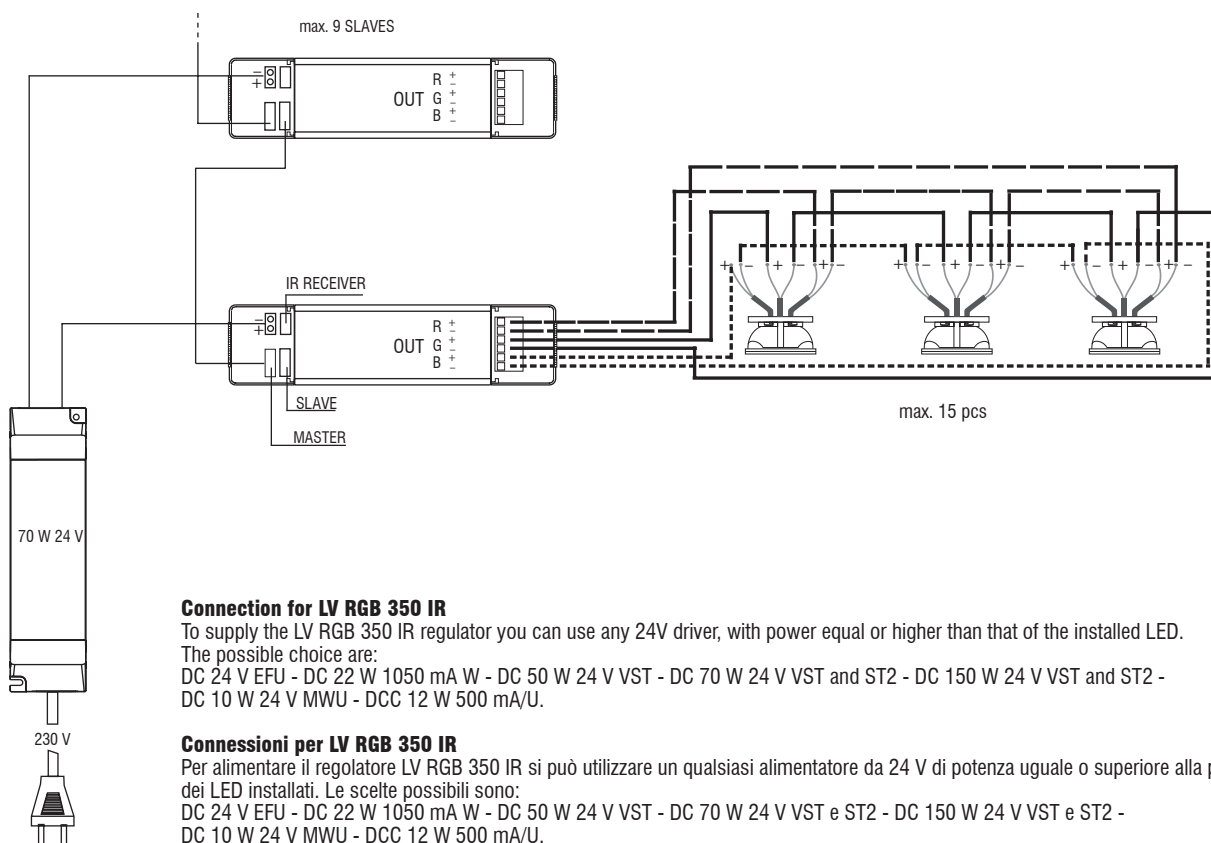 max. 9 SLAVES
− +
OUT
R + −
G + −
B + −
IR RECEIVER
− +
OUT
R + −
G + −
B + −
+ − + − + −
+ − + − + −
+ − + − + −
SLAVE
MASTER
max. 15 pcs
70 W 24 V
230 V
Connection for LV RGB 350 IR
To supply the LV RGB 350 IR regulator you can use any 24V driver, with power equal or higher than that of the installed LED.
The possible choice are:
DC 24 V EFU - DC 22 W 1050 mA W - DC 50 W 24 V VST - DC 70 W 24 V VST and ST2 - DC 150 W 24 V VST and ST2 -
DC 10 W 24 V MWU - DCC 12 W 500 mA/U.
Connessioni per LV RGB 350 IR
Per alimentare il regolatore LV RGB 350 IR si può utilizzare un qualsiasi alimentatore da 24 V di potenza uguale o superiore alla
dei LED installati. Le scelte possibili sono:
DC 24 V EFU - DC 22 W 1050 mA W - DC 50 W 24 V VST - DC 70 W 24 V VST e ST2 - DC 150 W 24 V VST e ST2 -
DC 10 W 24 V MWU - DCC 12 W 500 mA/U.